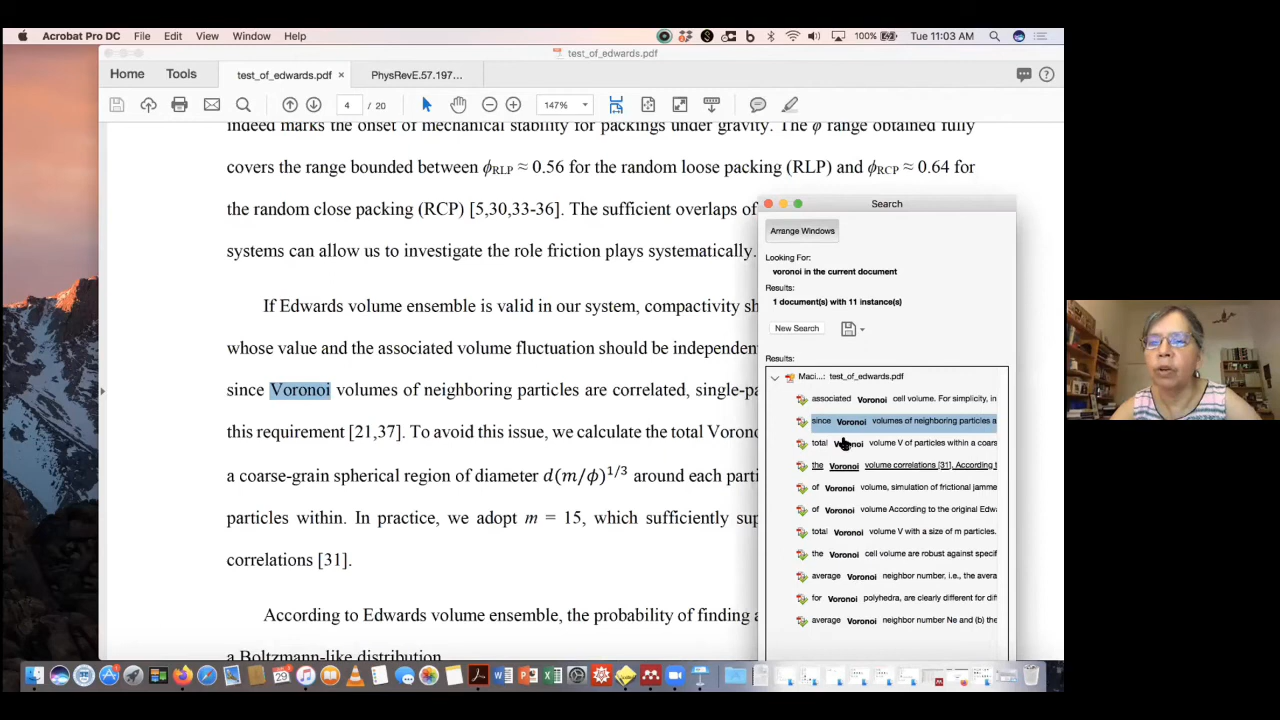 Acrobat Pro DC File Edit View Window Help 100% Tue 11:03 AM
test_of_edwards.pdf
Home Tools test_of_edwards.pdf × PhysRevE.57.197...
4 / 20 147%
indeed marks the onset of mechanical stability for packings under gravity. The ϕ range obtained fully
covers the range bounded between ϕRLP ≈ 0.56 for the random loose packing (RLP) and ϕRCP ≈ 0.64 for
the random close packing (RCP) [5,30,33-36]. The sufficient overlaps of
systems can allow us to investigate the role friction plays systematically.
If Edwards volume ensemble is valid in our system, compactivity sh
whose value and the associated volume fluctuation should be independen
since Voronoi volumes of neighboring particles are correlated, single-pa
this requirement [21,37]. To avoid this issue, we calculate the total Vorono
a coarse-grain spherical region of diameter d(m/ϕ)^1/3 around each parti
particles within. In practice, we adopt m = 15, which sufficiently sup
correlations [31].
According to Edwards volume ensemble, the probability of finding a
a Boltzmann-like distribution
Search
Arrange Windows
Looking For:
voronoi in the current document
Results:
1 document(s) with 11 instance(s)
New Search
Results:
Maci...: test_of_edwards.pdf
associated Voronoi cell volume. For simplicity, in
since Voronoi volumes of neighboring particles a
total Voronoi volume V of particles within a coars
the Voronoi volume correlations [31]. According t
of Voronoi volume, simulation of frictional jamme
of Voronoi volume According to the original Edwa
total Voronoi volume V with a size of m particles.
the Voronoi cell volume are robust against specif
average Voronoi neighbor number, i.e., the avera
for Voronoi polyhedra, are clearly different for dif
average Voronoi neighbor number Ne and (b) the